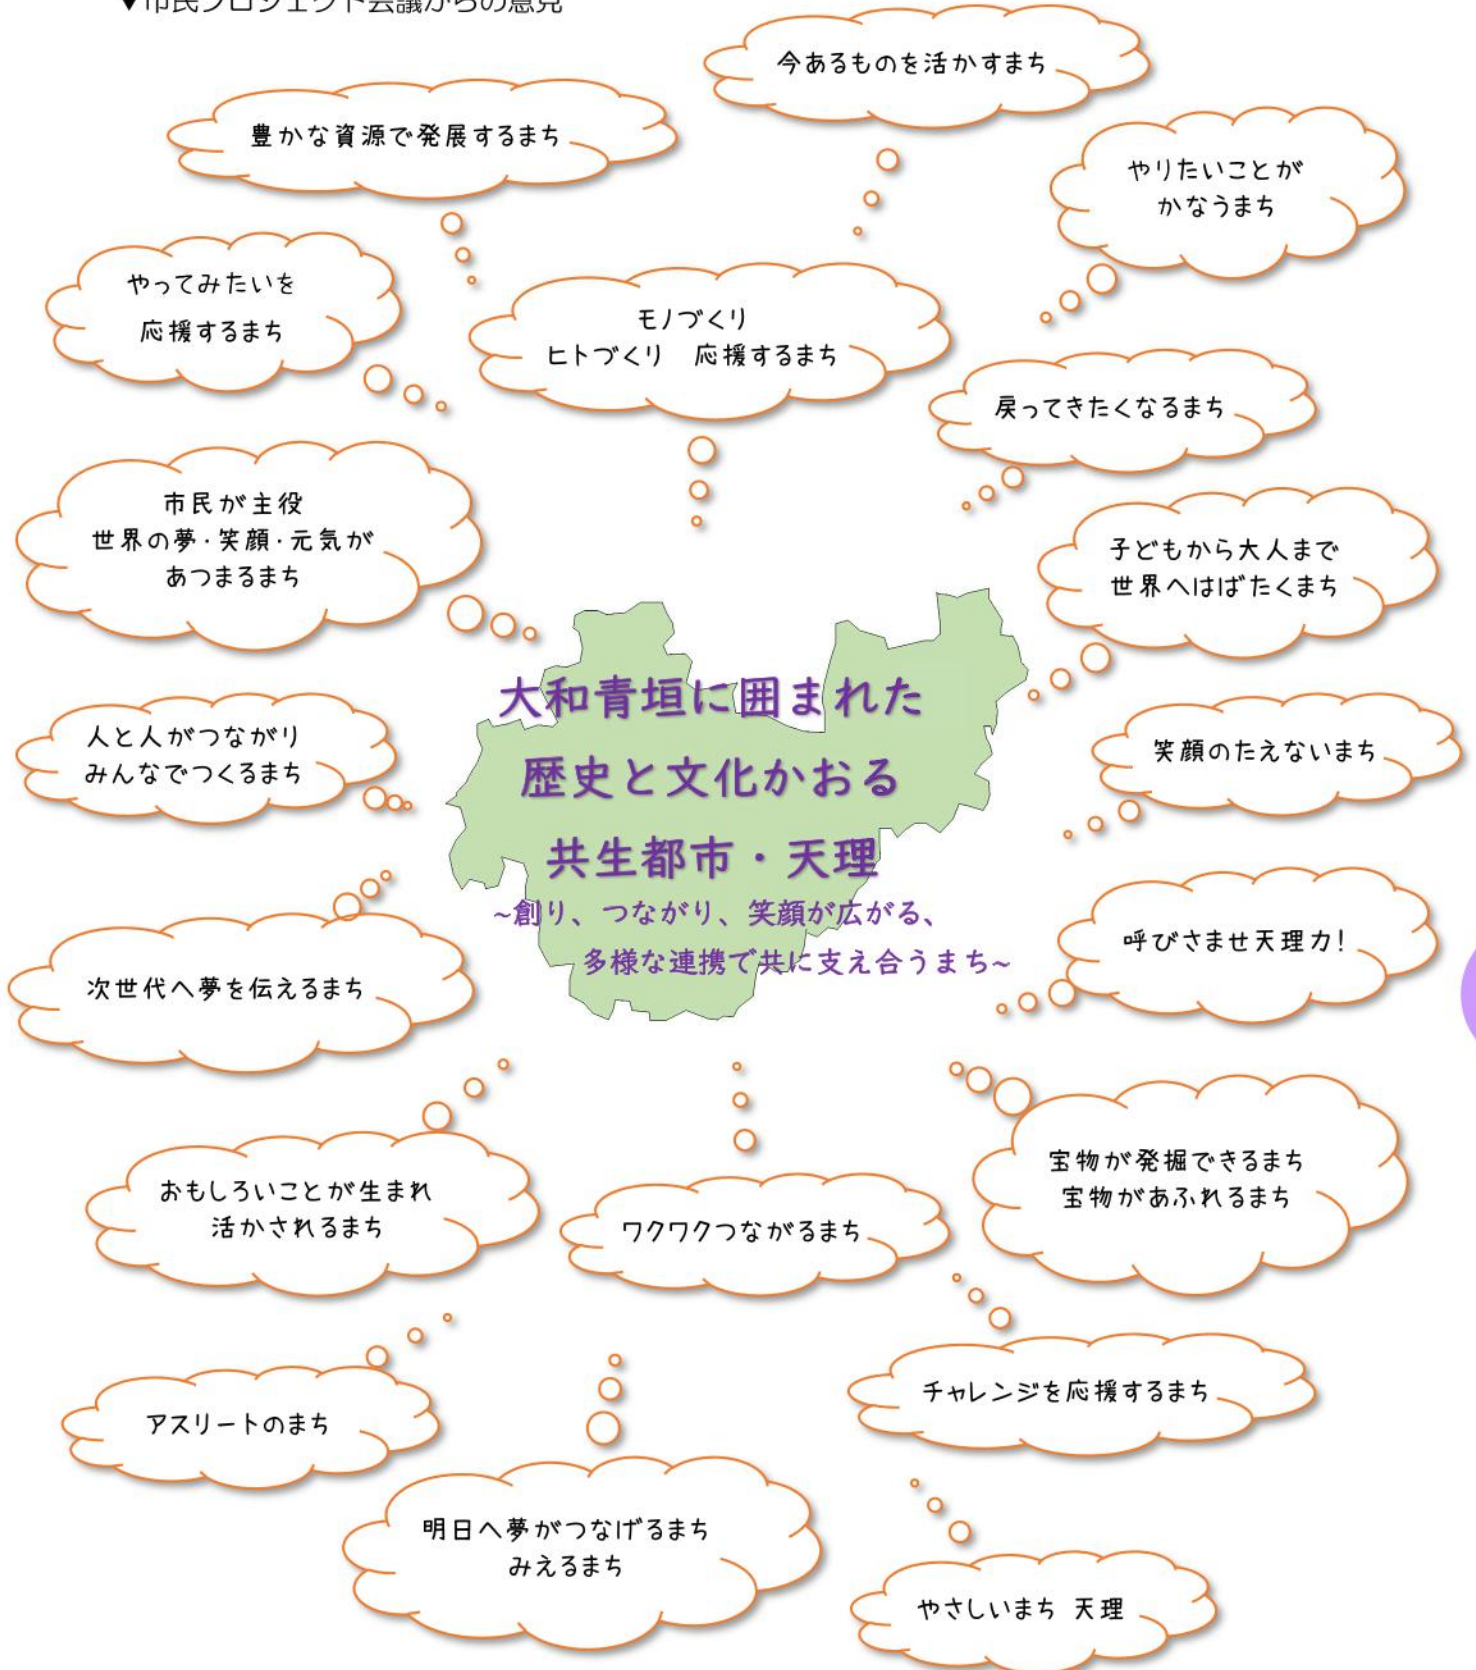 ▼市民プロジェクト会議からの意見
今あるものを活かすまち
豊かな資源で発展するまち
やりたいことが
かなうまち
やってみたいを
応援するまち
モノづくり
ヒトづくり　応援するまち
戻ってきたくなるまち
市民が主役
世界の夢・笑顔・元気が
あつまるまち
子どもから大人まで
世界へはばたくまち
大和青垣に囲まれた
歴史と文化かおる
共生都市・天理
~創り、つながり、笑顔が広がる、
多様な連携で共に支え合うまち~
人と人がつながり
みんなでつくるまち
笑顔のたえないまち
呼びさませ天理力!
次世代へ夢を伝えるまち
宝物が発掘できるまち
宝物があふれるまち
おもしろいことが生まれ
活かされるまち
ワクワクつながるまち
チャレンジを応援するまち
アスリートのまち
明日へ夢がつなげるまち
みえるまち
やさしいまち 天理